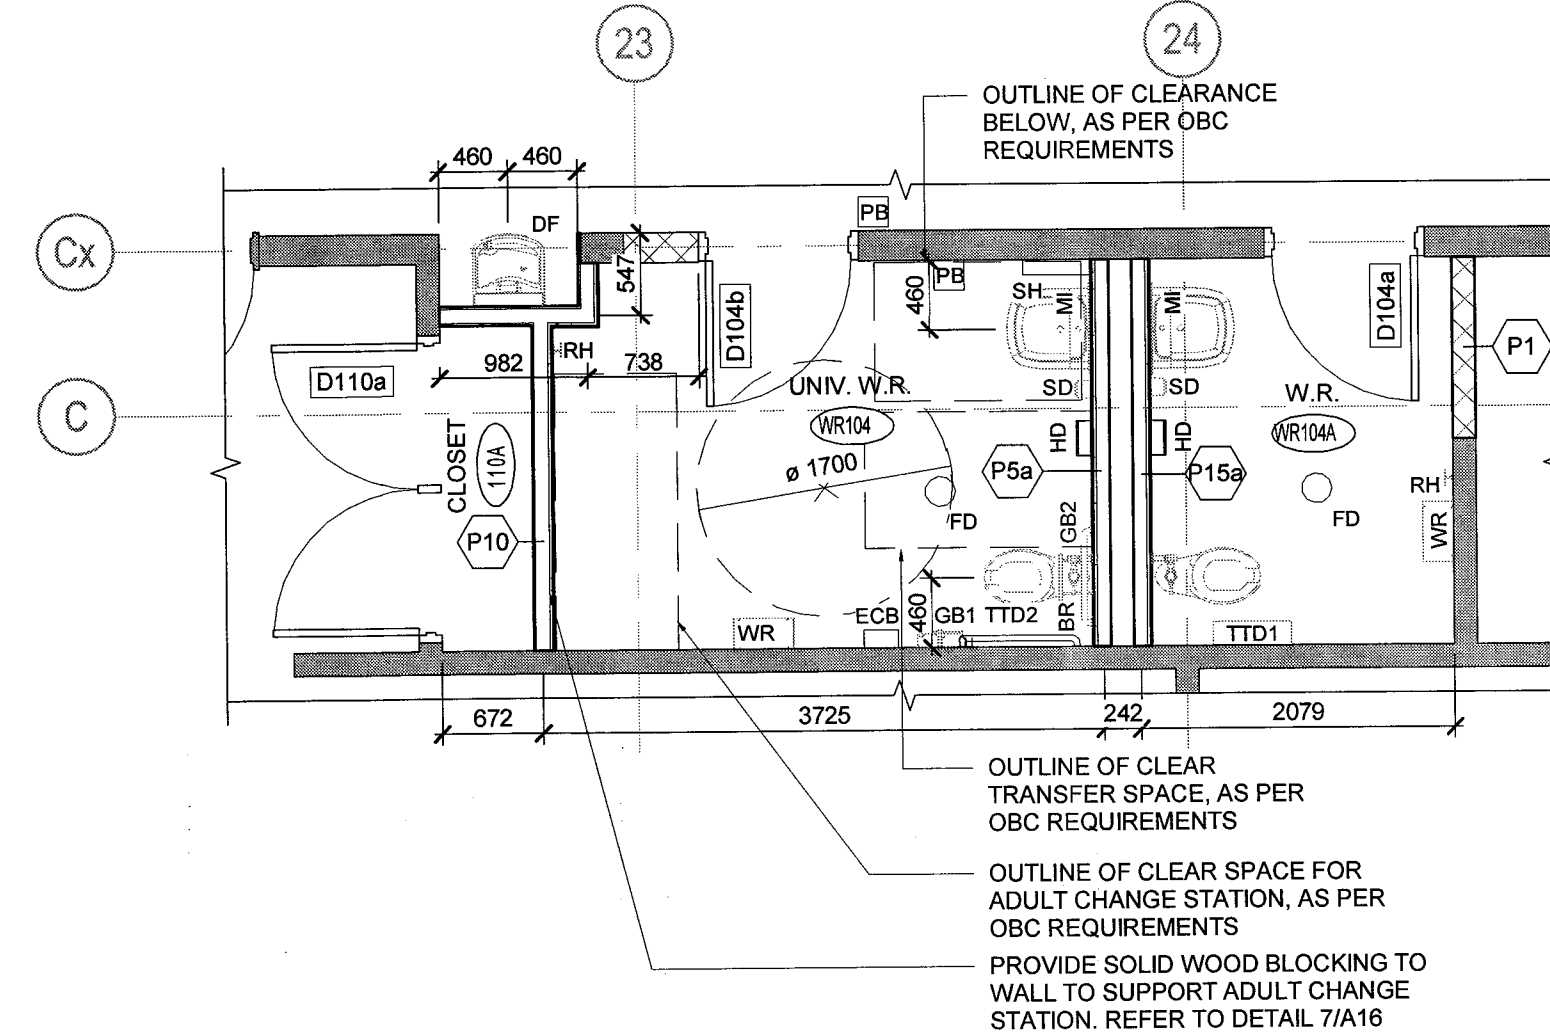 23
24
OUTLINE OF CLEARANCE
BELOW, AS PER OBC
REQUIREMENTS
460
460
Cx
DF
PB
547
D104b
460
PB
SH
MI
MI
D104a
P1
RH
982
738
D110a
C
UNIV. W.R.
WR104
SD
SD
W.R.
WR104A
CLOSET
110A
HD
HD
ø 1700
P5a
P15a
RH
P10
FD
GB2
FD
WR
WR
ECB
460
GB1
TTD2
BR
TTD1
672
3725
242
2079
OUTLINE OF CLEAR
TRANSFER SPACE, AS PER
OBC REQUIREMENTS
OUTLINE OF CLEAR SPACE FOR
ADULT CHANGE STATION, AS PER
OBC REQUIREMENTS
PROVIDE SOLID WOOD BLOCKING TO
WALL TO SUPPORT ADULT CHANGE
STATION. REFER TO DETAIL 7/A16